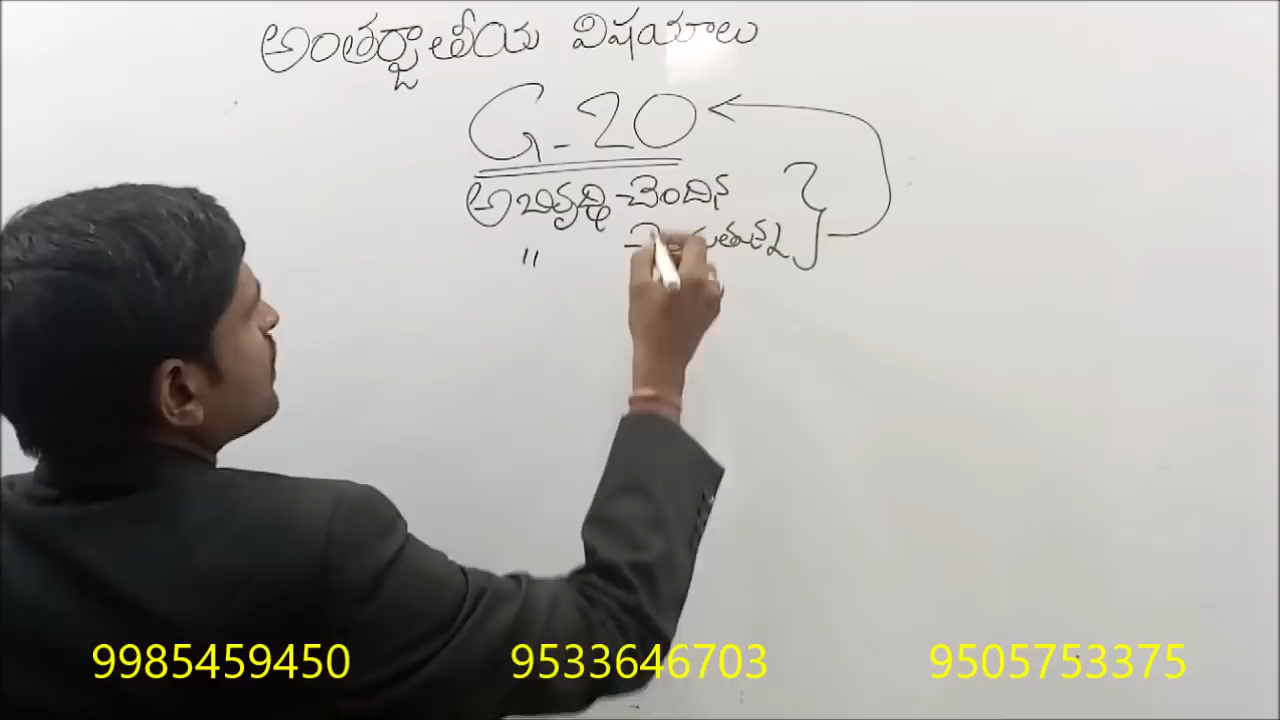 అంతర్జాతీయ విషయాలు
G-20
అభివృద్ధి చెందిన
"
9985459450 9533646703 9505753375